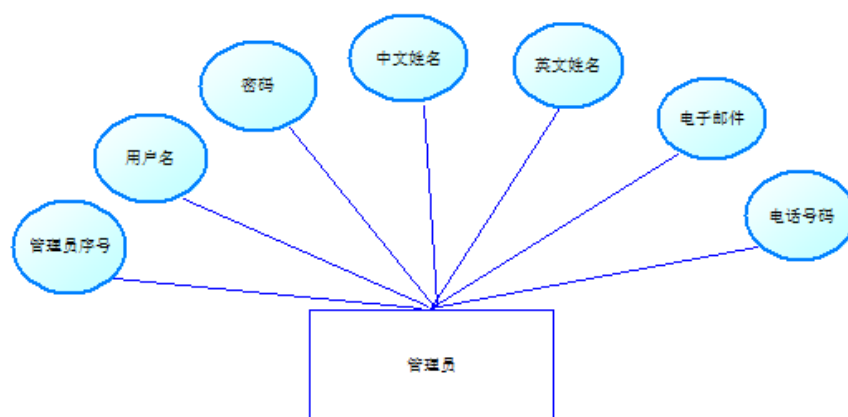 中文姓名
英文姓名
密码
电子邮件
用户名
电话号码
管理员序号
管理员